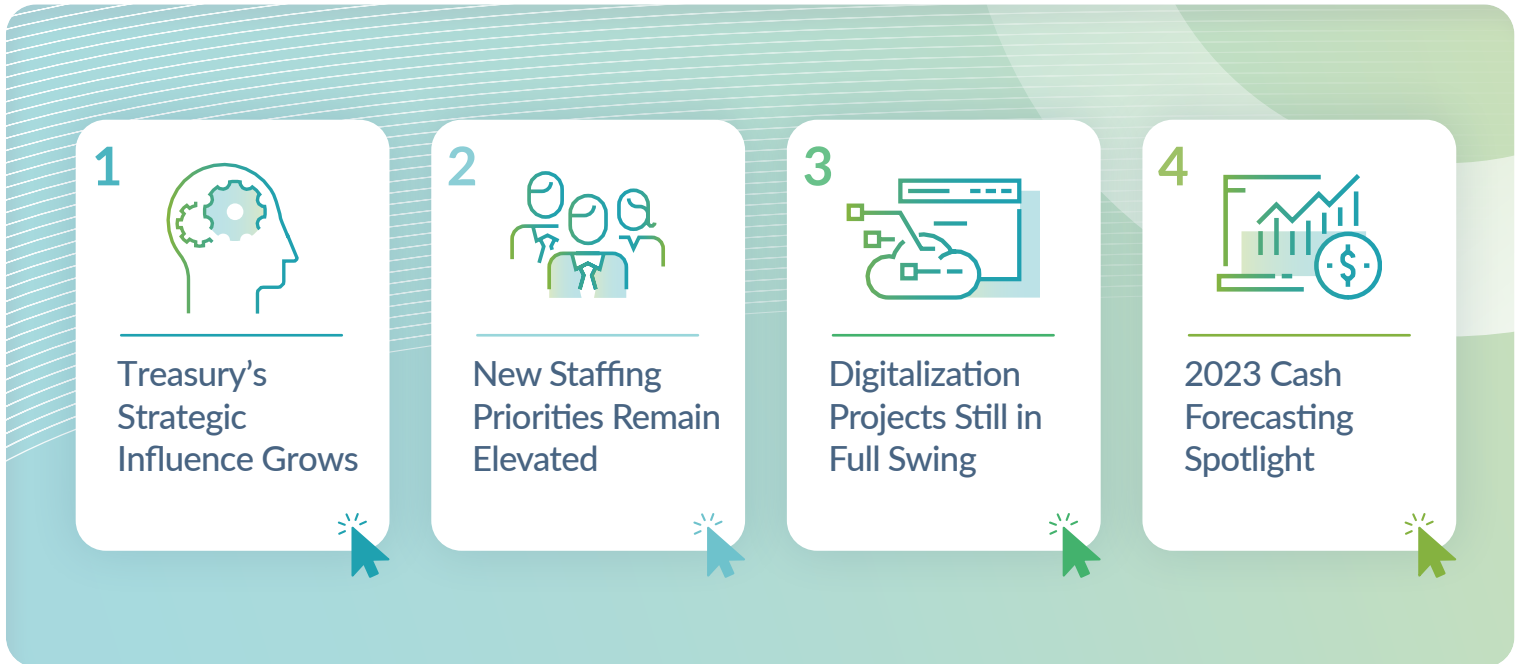 1
Treasury’s
Strategic
Influence Grows
2
New Staffing
Priorities Remain
Elevated
3
Digitalization
Projects Still in
Full Swing
4
2023 Cash
Forecasting
Spotlight
$